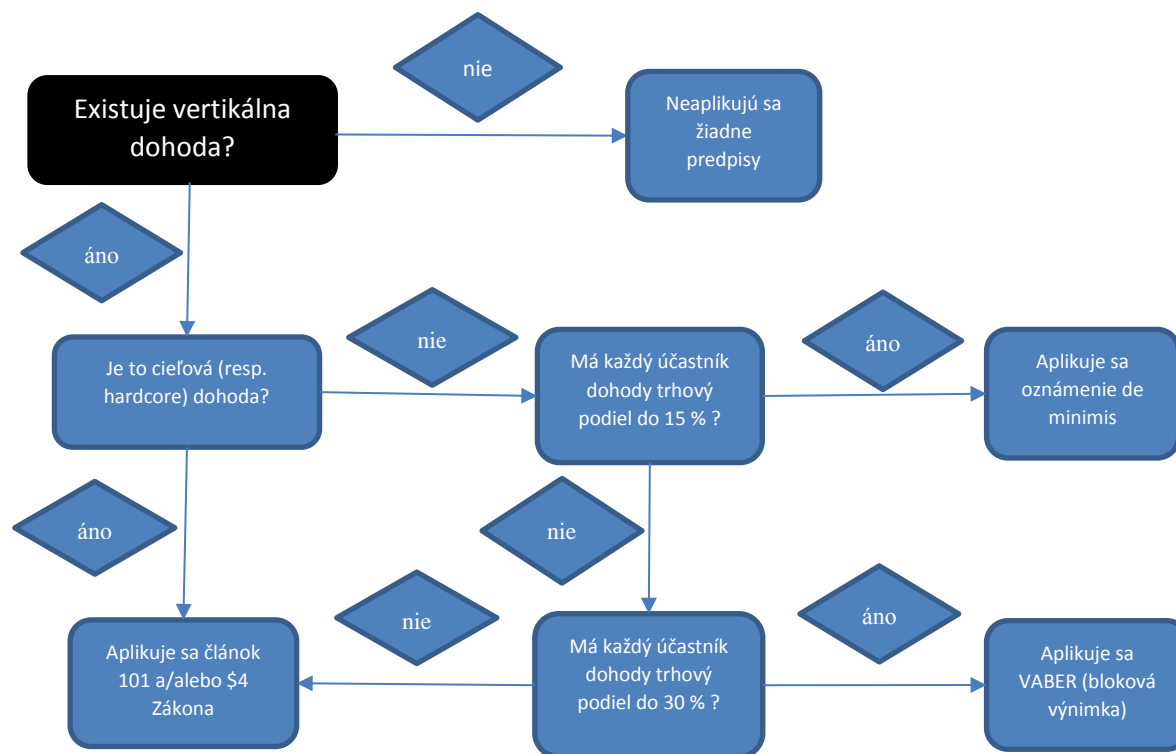 nie
Existuje vertikálna
dohoda?
Neaplikujú sa
žiadne
predpisy
áno
nie
áno
Je to cieľová (resp.
hardcore) dohoda?
Má každý účastník
dohody trhový
podiel do 15 % ?
Aplikuje sa
oznámenie de
minimis
áno
nie
nie
áno
Aplikuje sa článok
101 a/alebo $4
Zákona
Má každý účastník
dohody trhový
podiel do 30 % ?
Aplikuje sa
VABER (bloková
výnimka)